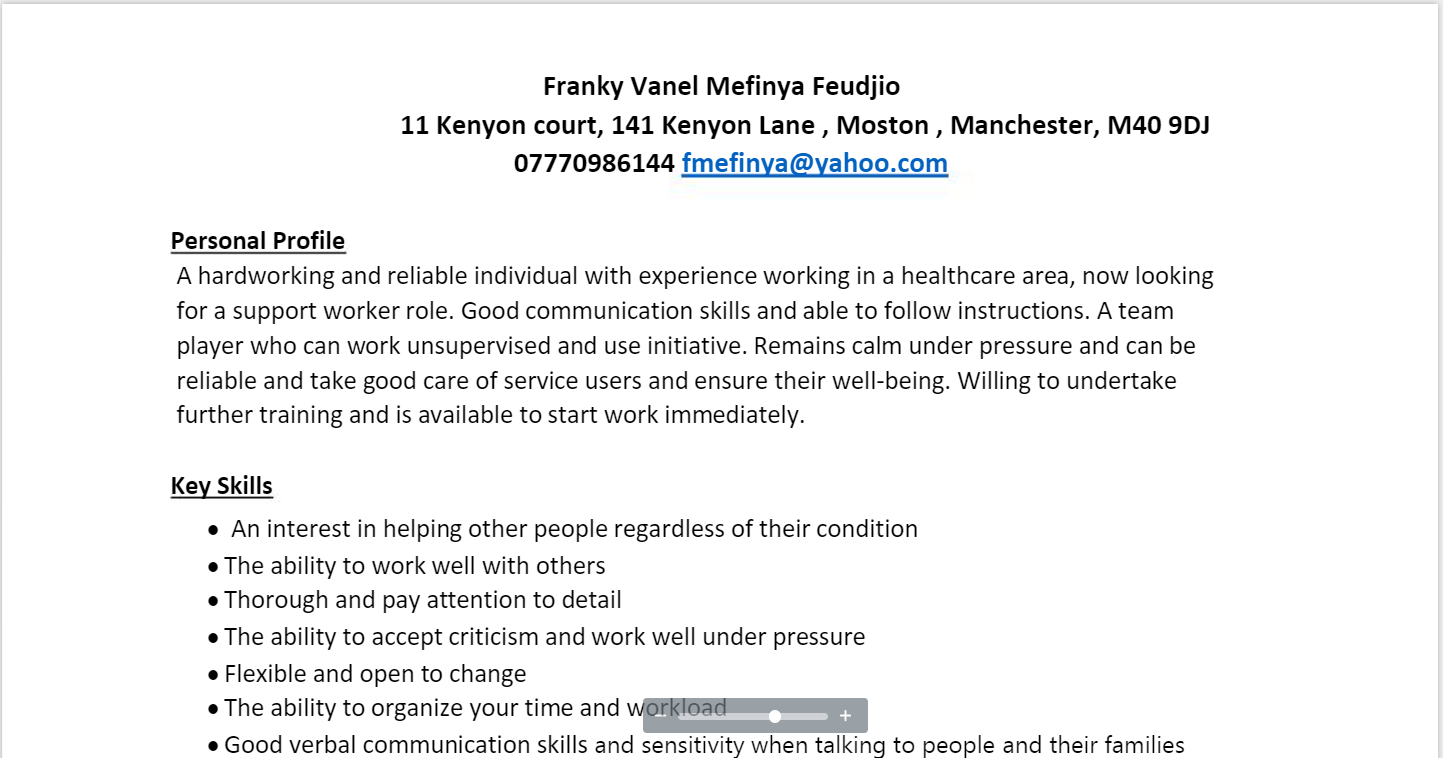 Franky Vanel Mefinya Feudjio
11 Kenyon court, 141 Kenyon Lane , Moston , Manchester, M40 9DJ
07770986144 fmefinya@yahoo.com
Personal Profile
A hardworking and reliable individual with experience working in a healthcare area, now looking
for a support worker role. Good communication skills and able to follow instructions. A team
player who can work unsupervised and use initiative. Remains calm under pressure and can be
reliable and take good care of service users and ensure their well-being. Willing to undertake
further training and is available to start work immediately.
Key Skills
• An interest in helping other people regardless of their condition
• The ability to work well with others
• Thorough and pay attention to detail
• The ability to accept criticism and work well under pressure
• Flexible and open to change
• The ability to organize your time and workload
• Good verbal communication skills and sensitivity when talking to people and their families